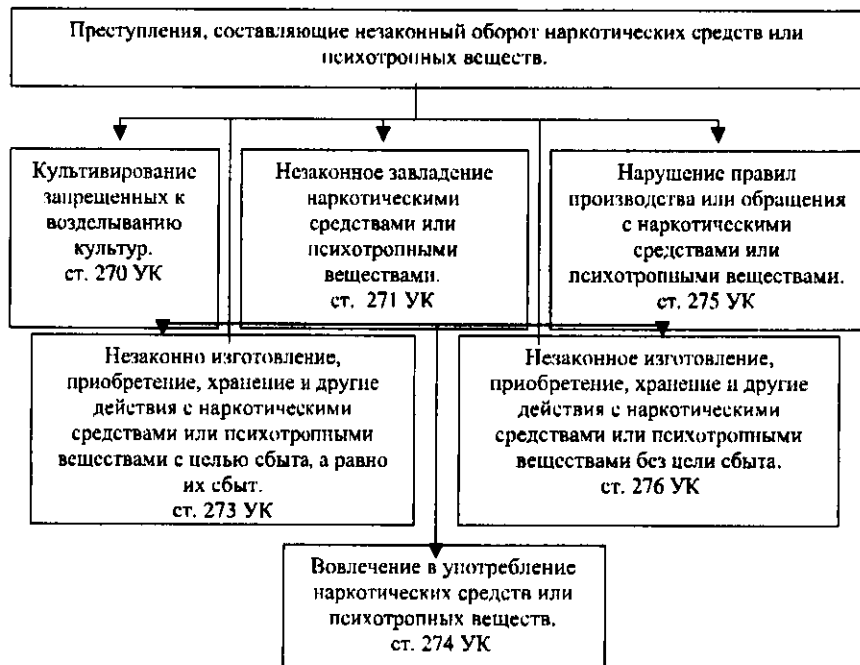 Преступления, составляющие незаконный оборот наркотических средств или
психотропных веществ.
Культивирование
запрещенных к
возделыванию
культур.
ст. 270 УК
Незаконное завладение
наркотическими
средствами или
психотропными
веществами.
ст. 271 УК
Нарушение правил
производства или обращения
с наркотическими
средствами или
психотропными веществами.
ст. 275 УК
Незаконно изготовление,
приобретение, хранение и другие
действия с наркотическими
средствами или психотропными
веществами с целью сбыта, а равно
их сбыт.
ст. 273 УК
Незаконное изготовление,
приобретение, хранение и другие
действия с наркотическими
средствами или психотропными
веществами без цели сбыта.
ст. 276 УК
Вовлечение в употребление
наркотических средств или
психотропных веществ.
ст. 274 УК